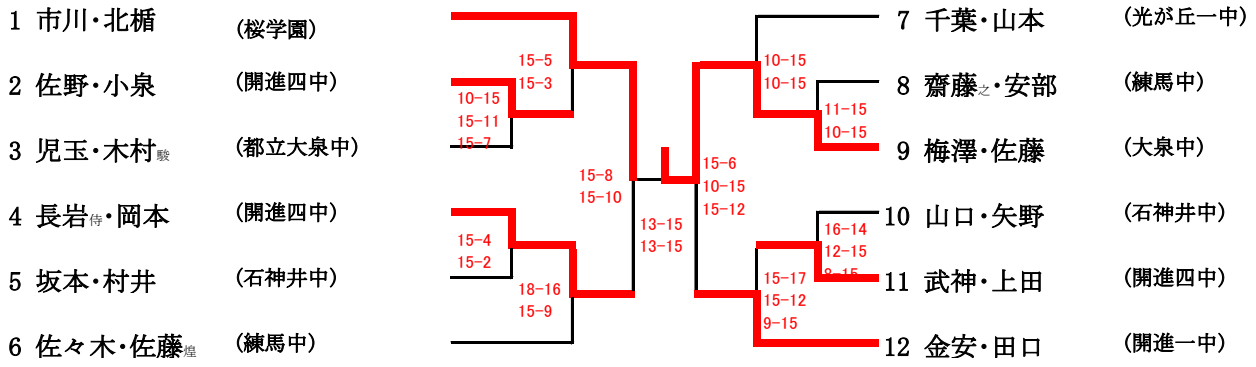 1 市川・北楯 (桜学園)
2 佐野・小泉 (開進四中)
3 児玉・木村駿 (都立大泉中)
4 長岩侍・岡本 (開進四中)
5 坂本・村井 (石神井中)
6 佐々木・佐藤煌 (練馬中)
15-5
15-3
10-15
15-11
15-7
15-4
15-2
18-16
15-9
15-8
15-10
13-15
13-15
15-6
10-15
15-12
10-15
10-15
11-15
10-15
16-14
12-15
8-15
15-17
15-12
9-15
7 千葉・山本 (光が丘一中)
8 齋藤之・安部 (練馬中)
9 梅澤・佐藤 (大泉中)
10 山口・矢野 (石神井中)
11 武神・上田 (開進四中)
12 金安・田口 (開進一中)